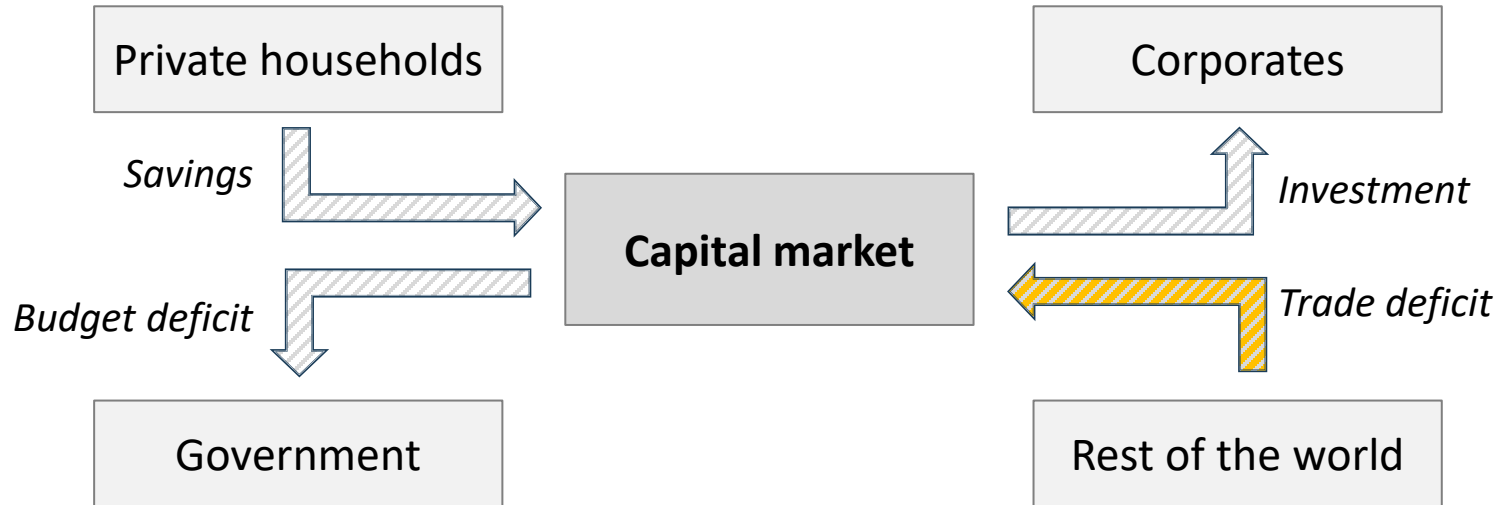 Private households
Corporates
Savings
Investment
Capital market
Budget deficit
Trade deficit
Government
Rest of the world